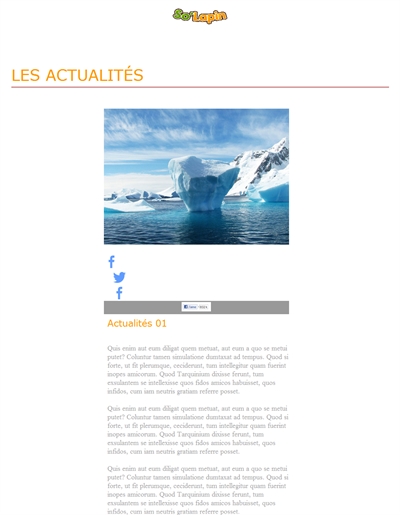 So'Lapin
LES ACTUALITÉS
Actualités 01
Quis enim aut eum diligat quem metuat, aut eum a quo se metui
putet? Coluntur tamen simulatione dumtaxat ad tempus. Quod si
forte, ut fit plerumque, ceciderunt, tum intellegitur quam fuerint
inopes amicorum. Quod Tarquinium dixisse ferunt, tum
exsulantem se intellexisse quos fidos amicos habuisset, quos
infidos, cum iam neutris gratiam referre posset.
Quis enim aut eum diligat quem metuat, aut eum a quo se metui
putet? Coluntur tamen simulatione dumtaxat ad tempus. Quod si
forte, ut fit plerumque, ceciderunt, tum intellegitur quam fuerint
inopes amicorum. Quod Tarquinium dixisse ferunt, tum
exsulantem se intellexisse quos fidos amicos habuisset, quos
infidos, cum iam neutris gratiam referre posset.
Quis enim aut eum diligat quem metuat, aut eum a quo se metui
putet? Coluntur tamen simulatione dumtaxat ad tempus. Quod si
forte, ut fit plerumque, ceciderunt, tum intellegitur quam fuerint
inopes amicorum. Quod Tarquinium dixisse ferunt, tum
exsulantem se intellexisse quos fidos amicos habuisset, quos
infidos, cum iam neutris gratiam referre posset.